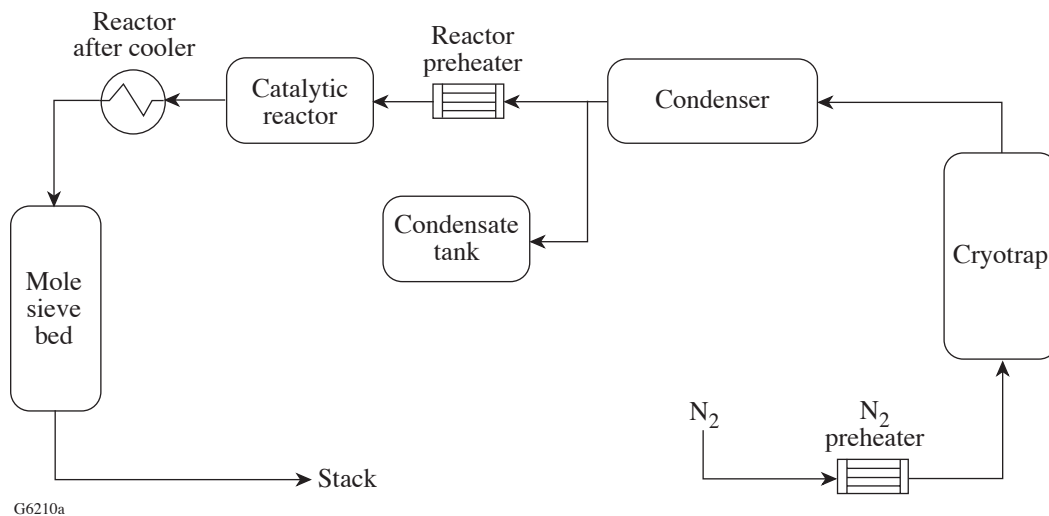 Reactor
after cooler
Reactor
preheater
Catalytic
reactor
Condenser
Condensate
tank
Cryotrap
Mole
sieve
bed
N2
N2
preheater
Stack
G6210a